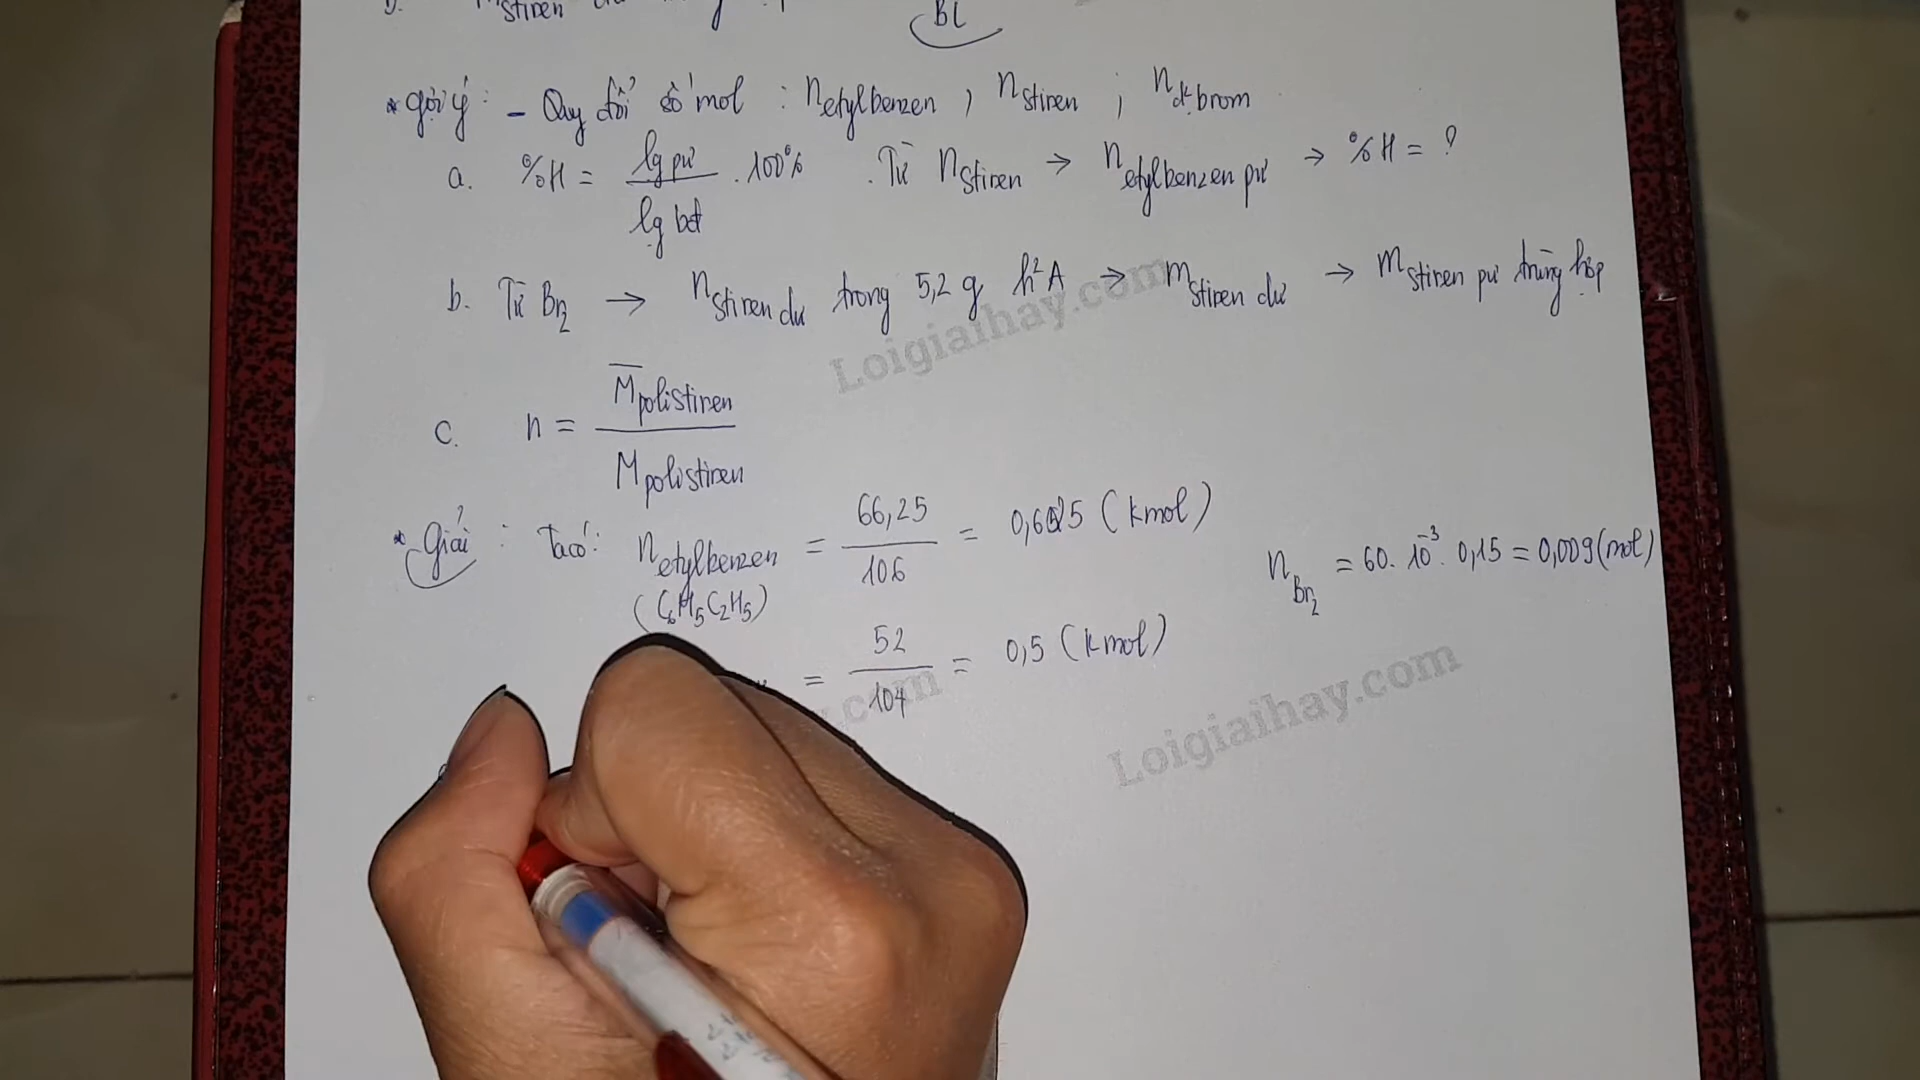 m stiren
BL
* Gợi ý : - Quy đổi số mol : n etylbenzen , n stiren ; n dd brom
a. %H = lg pư / lg bđ . 100% . Từ n stiren → n etylbenzen pư → %H = ?
b. Từ Br2 → n stiren dư trong 5,2 g h² A → m stiren dư → m stiren pư trùng hợp
c. n = M̅ polistiren / M polistiren
* Giải : Ta có : n etylbenzen = 66,25 / 106 = 0,625 (kmol)
(C6H5C2H5)
n Br2 = 60. 10⁻³. 0,15 = 0,009 (mol)
= 52 / 104 = 0,5 (kmol)
Loigiaihay.com
Loigiaihay.com
.com